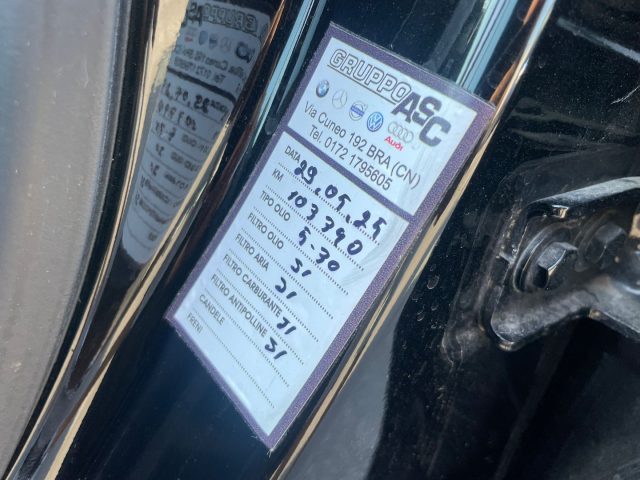 GRUPPO ASC
Audi
Via Cuneo 192 BRA (CN)
Tel. 0172 1795605
DATA 29.05.25
KM 103390
TIPO OLIO 5-30
FILTRO OLIO SI
FILTRO ARIA SI
FILTRO CARBURANTE SI
FILTRO ANTIPOLLINE SI
CANDELE
FRENI